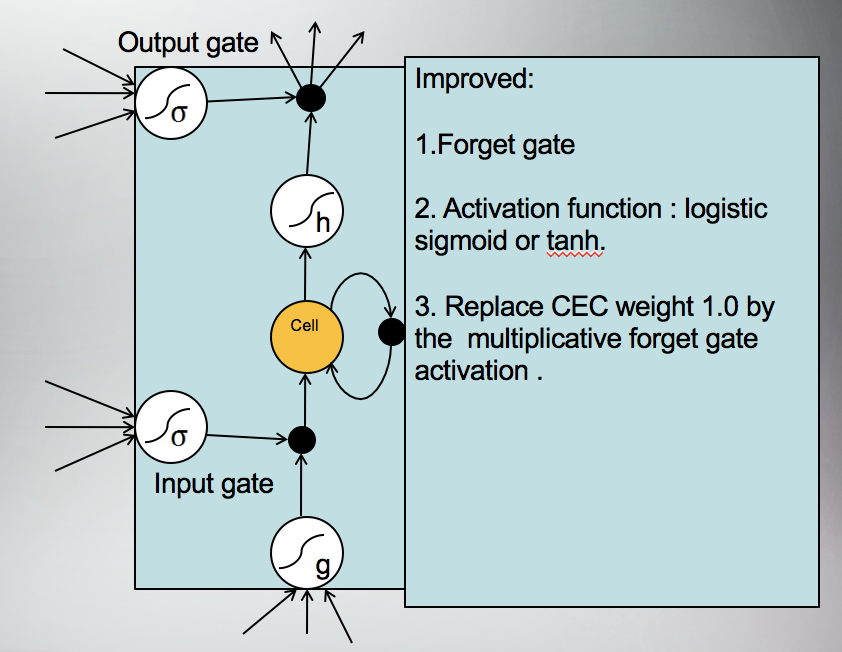 Output gate
σ
h
Cell
σ
Input gate
g
Improved:
1.Forget gate
2. Activation function : logistic
sigmoid or tanh.
3. Replace CEC weight 1.0 by
the multiplicative forget gate
activation .